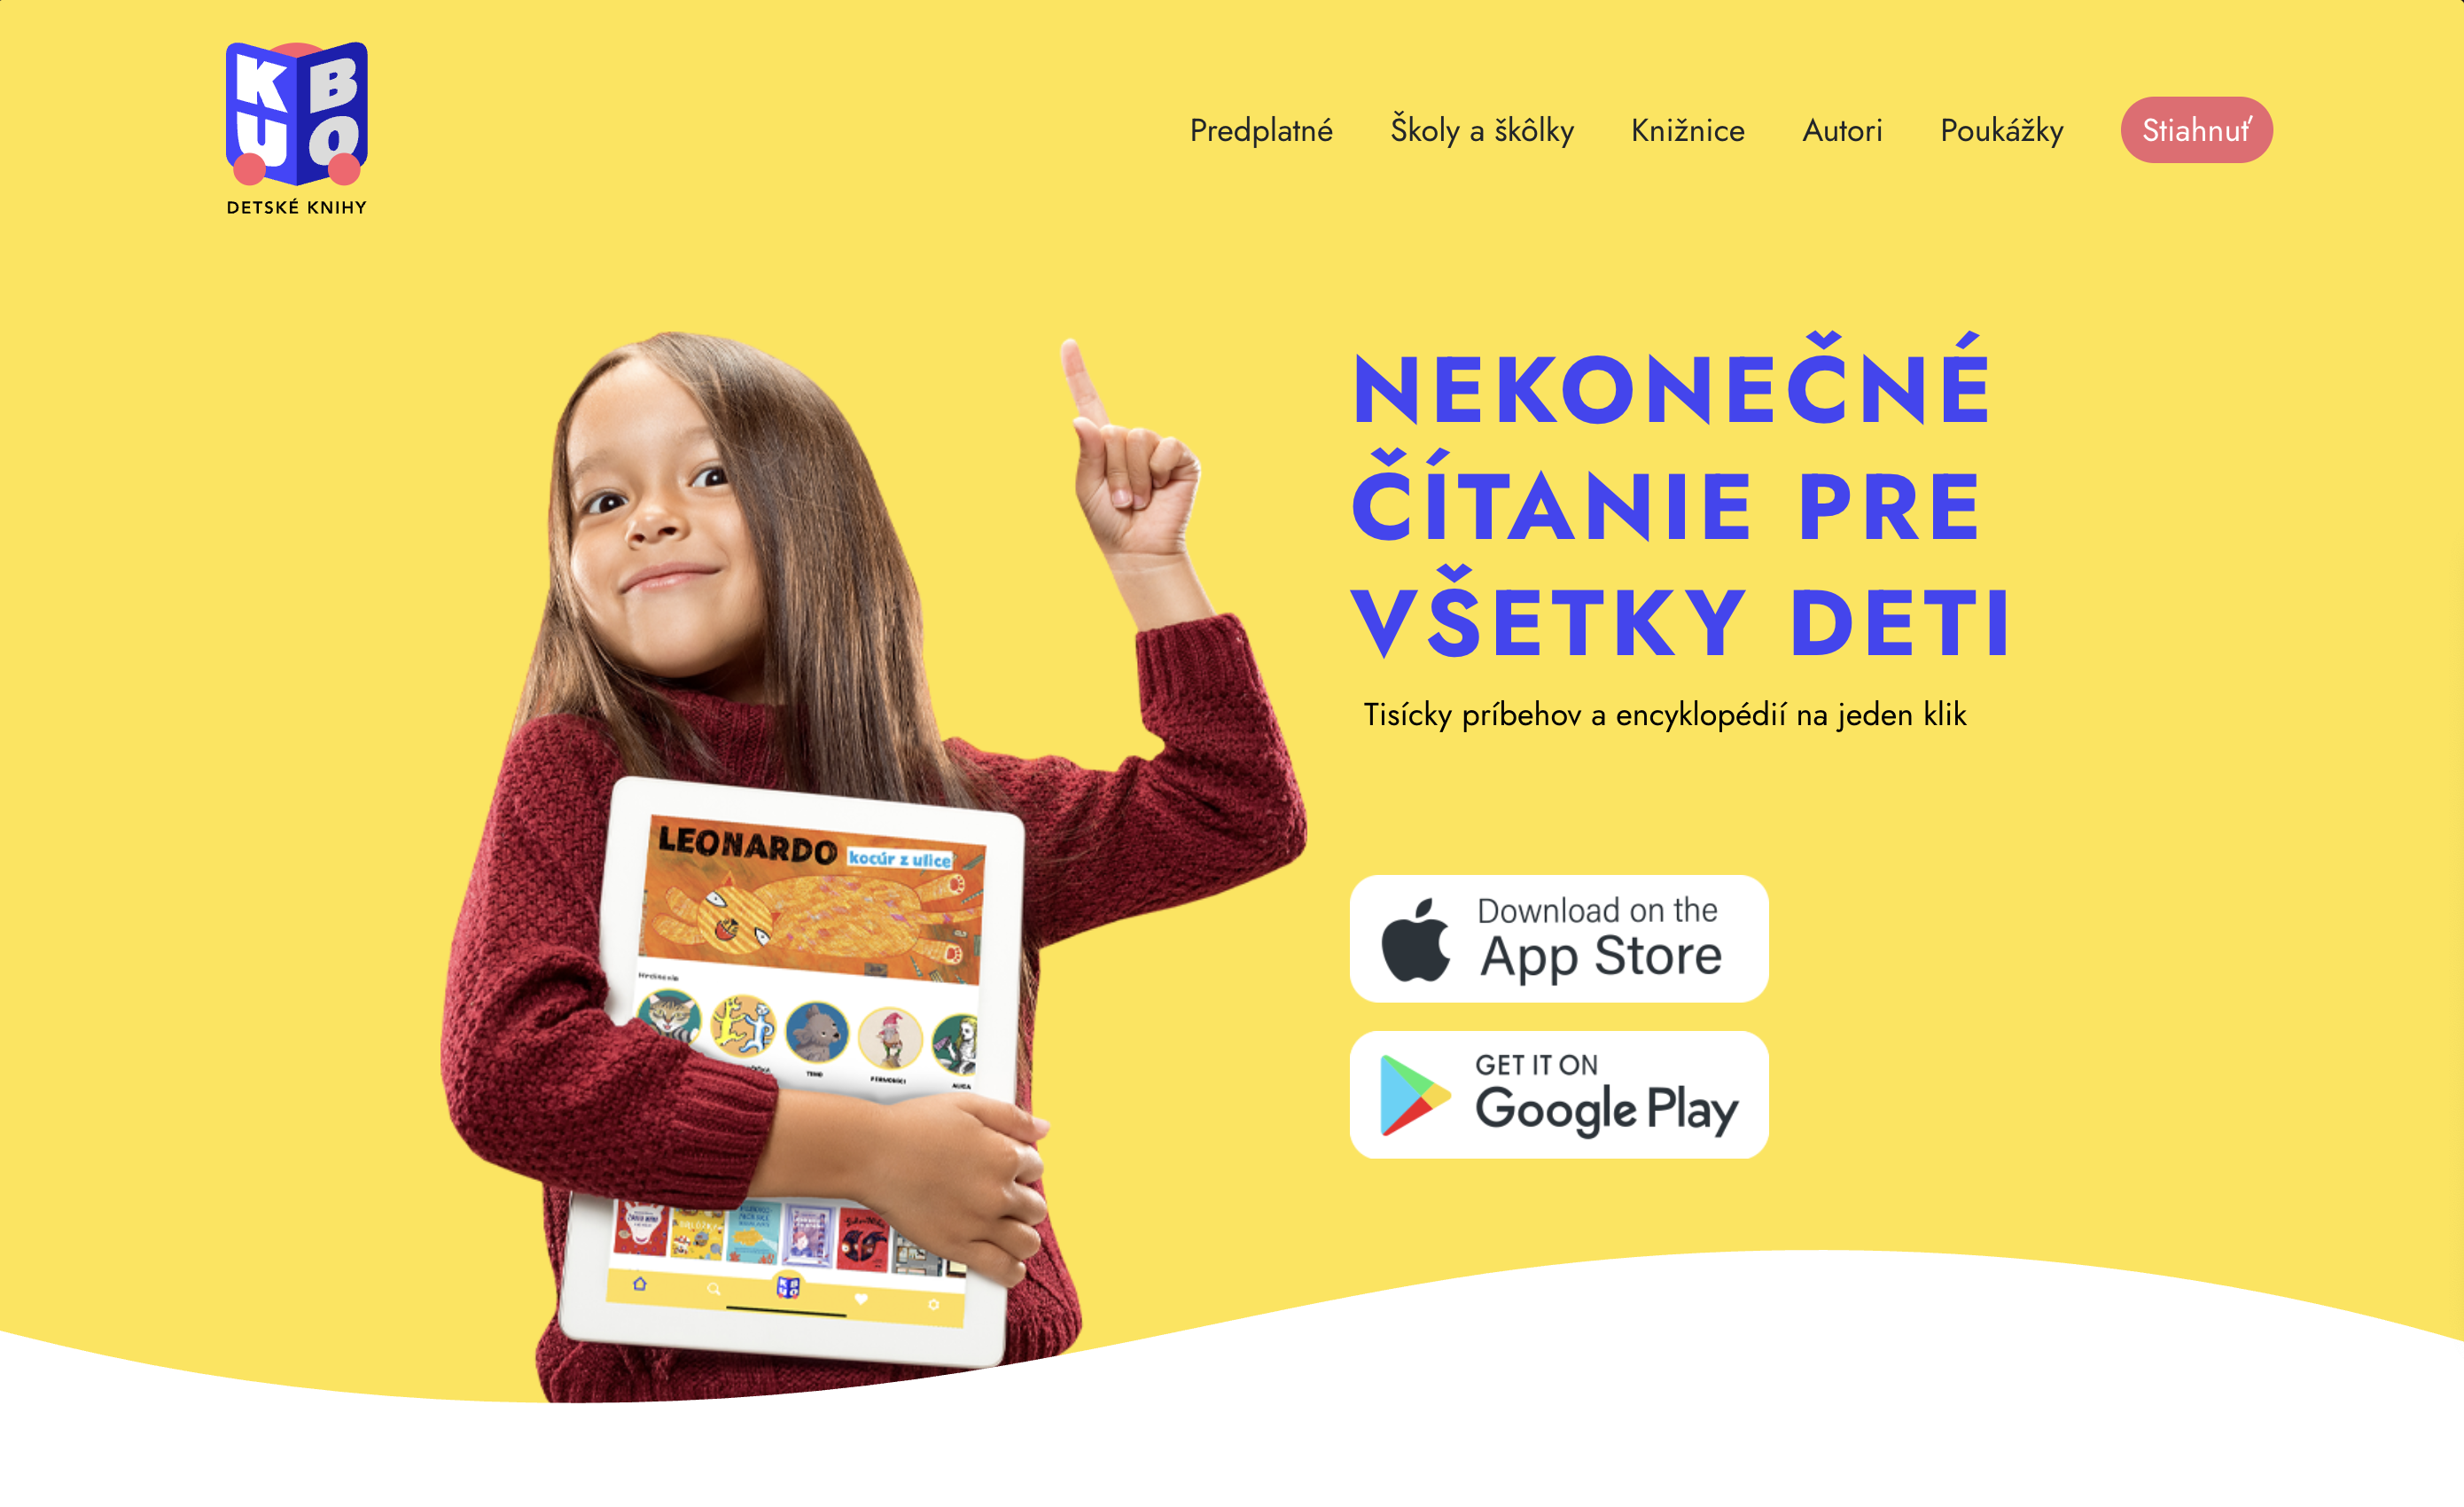 K B
U O
DETSKÉ KNIHY
Predplatné Školy a škôlky Knižnice Autori Poukážky Stiahnuť
NEKONEČNÉ
ČÍTANIE PRE
VŠETKY DETI
Tisícky príbehov a encyklopédií na jeden klik
LEONARDO kocúr z ulice
ALICA
Download on the
App Store
GET IT ON
Google Play
K B
U O